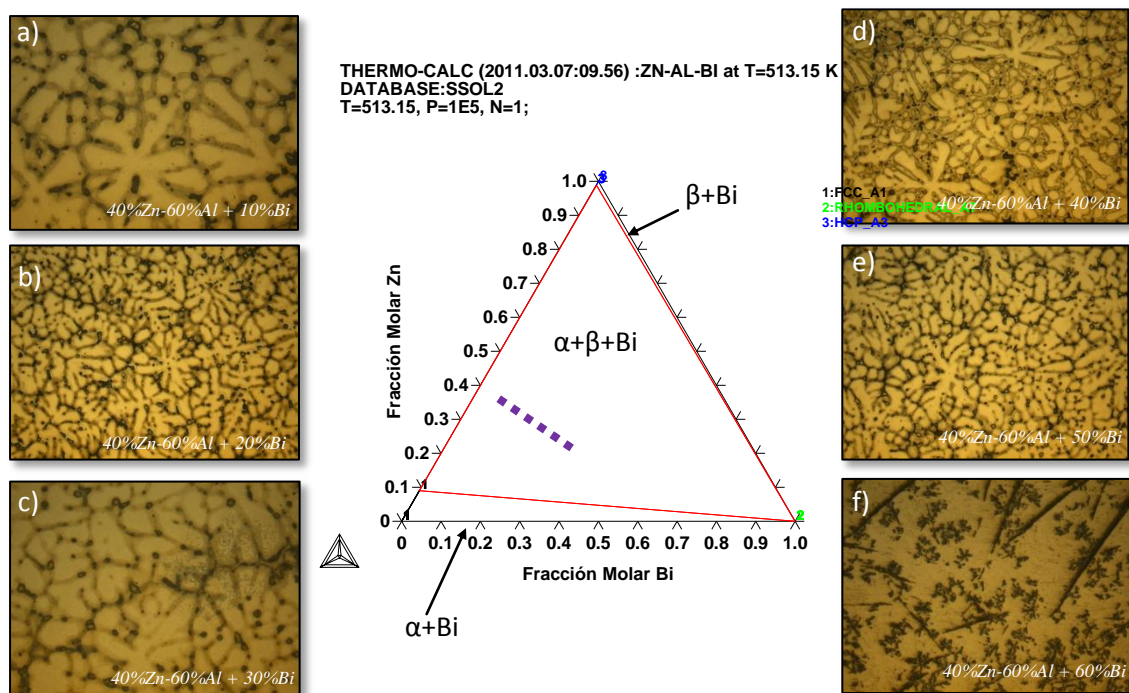 a)
40%Zn-60%Al + 10%Bi
b)
40%Zn-60%Al + 20%Bi
c)
40%Zn-60%Al + 30%Bi
THERMO-CALC (2011.03.07:09.56) :ZN-AL-BI at T=513.15 K
DATABASE:SSOL2
T=513.15, P=1E5, N=1;
β+Bi
α+β+Bi
α+Bi
Fracción Molar Zn
1.0
0.9
0.8
0.7
0.6
0.5
0.4
0.3
0.2
0.1
0
0 0.1 0.2 0.3 0.4 0.5 0.6 0.7 0.8 0.9 1.0
Fracción Molar Bi
3
1
1
2
d)
1:FCC_A1
2:RHOMBOHEDRAL
3:HCP_A3
40%Zn-60%Al + 40%Bi
e)
40%Zn-60%Al + 50%Bi
f)
40%Zn-60%Al + 60%Bi